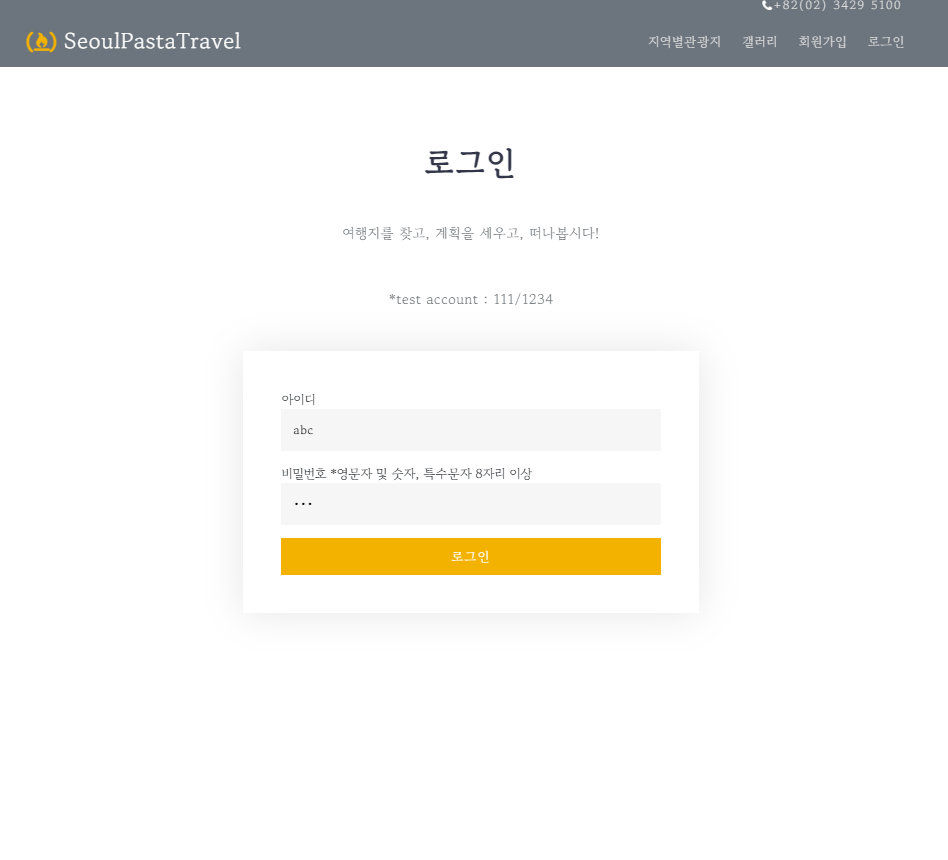 +82(02) 3429 5100
SeoulPastaTravel
지역별관광지 갤러리 회원가입 로그인
로그인
여행지를 찾고, 계획을 세우고, 떠나봅시다!
*test account : 111/1234
아이디
abc
비밀번호 *영문자 및 숫자, 특수문자 8자리 이상
···
로그인